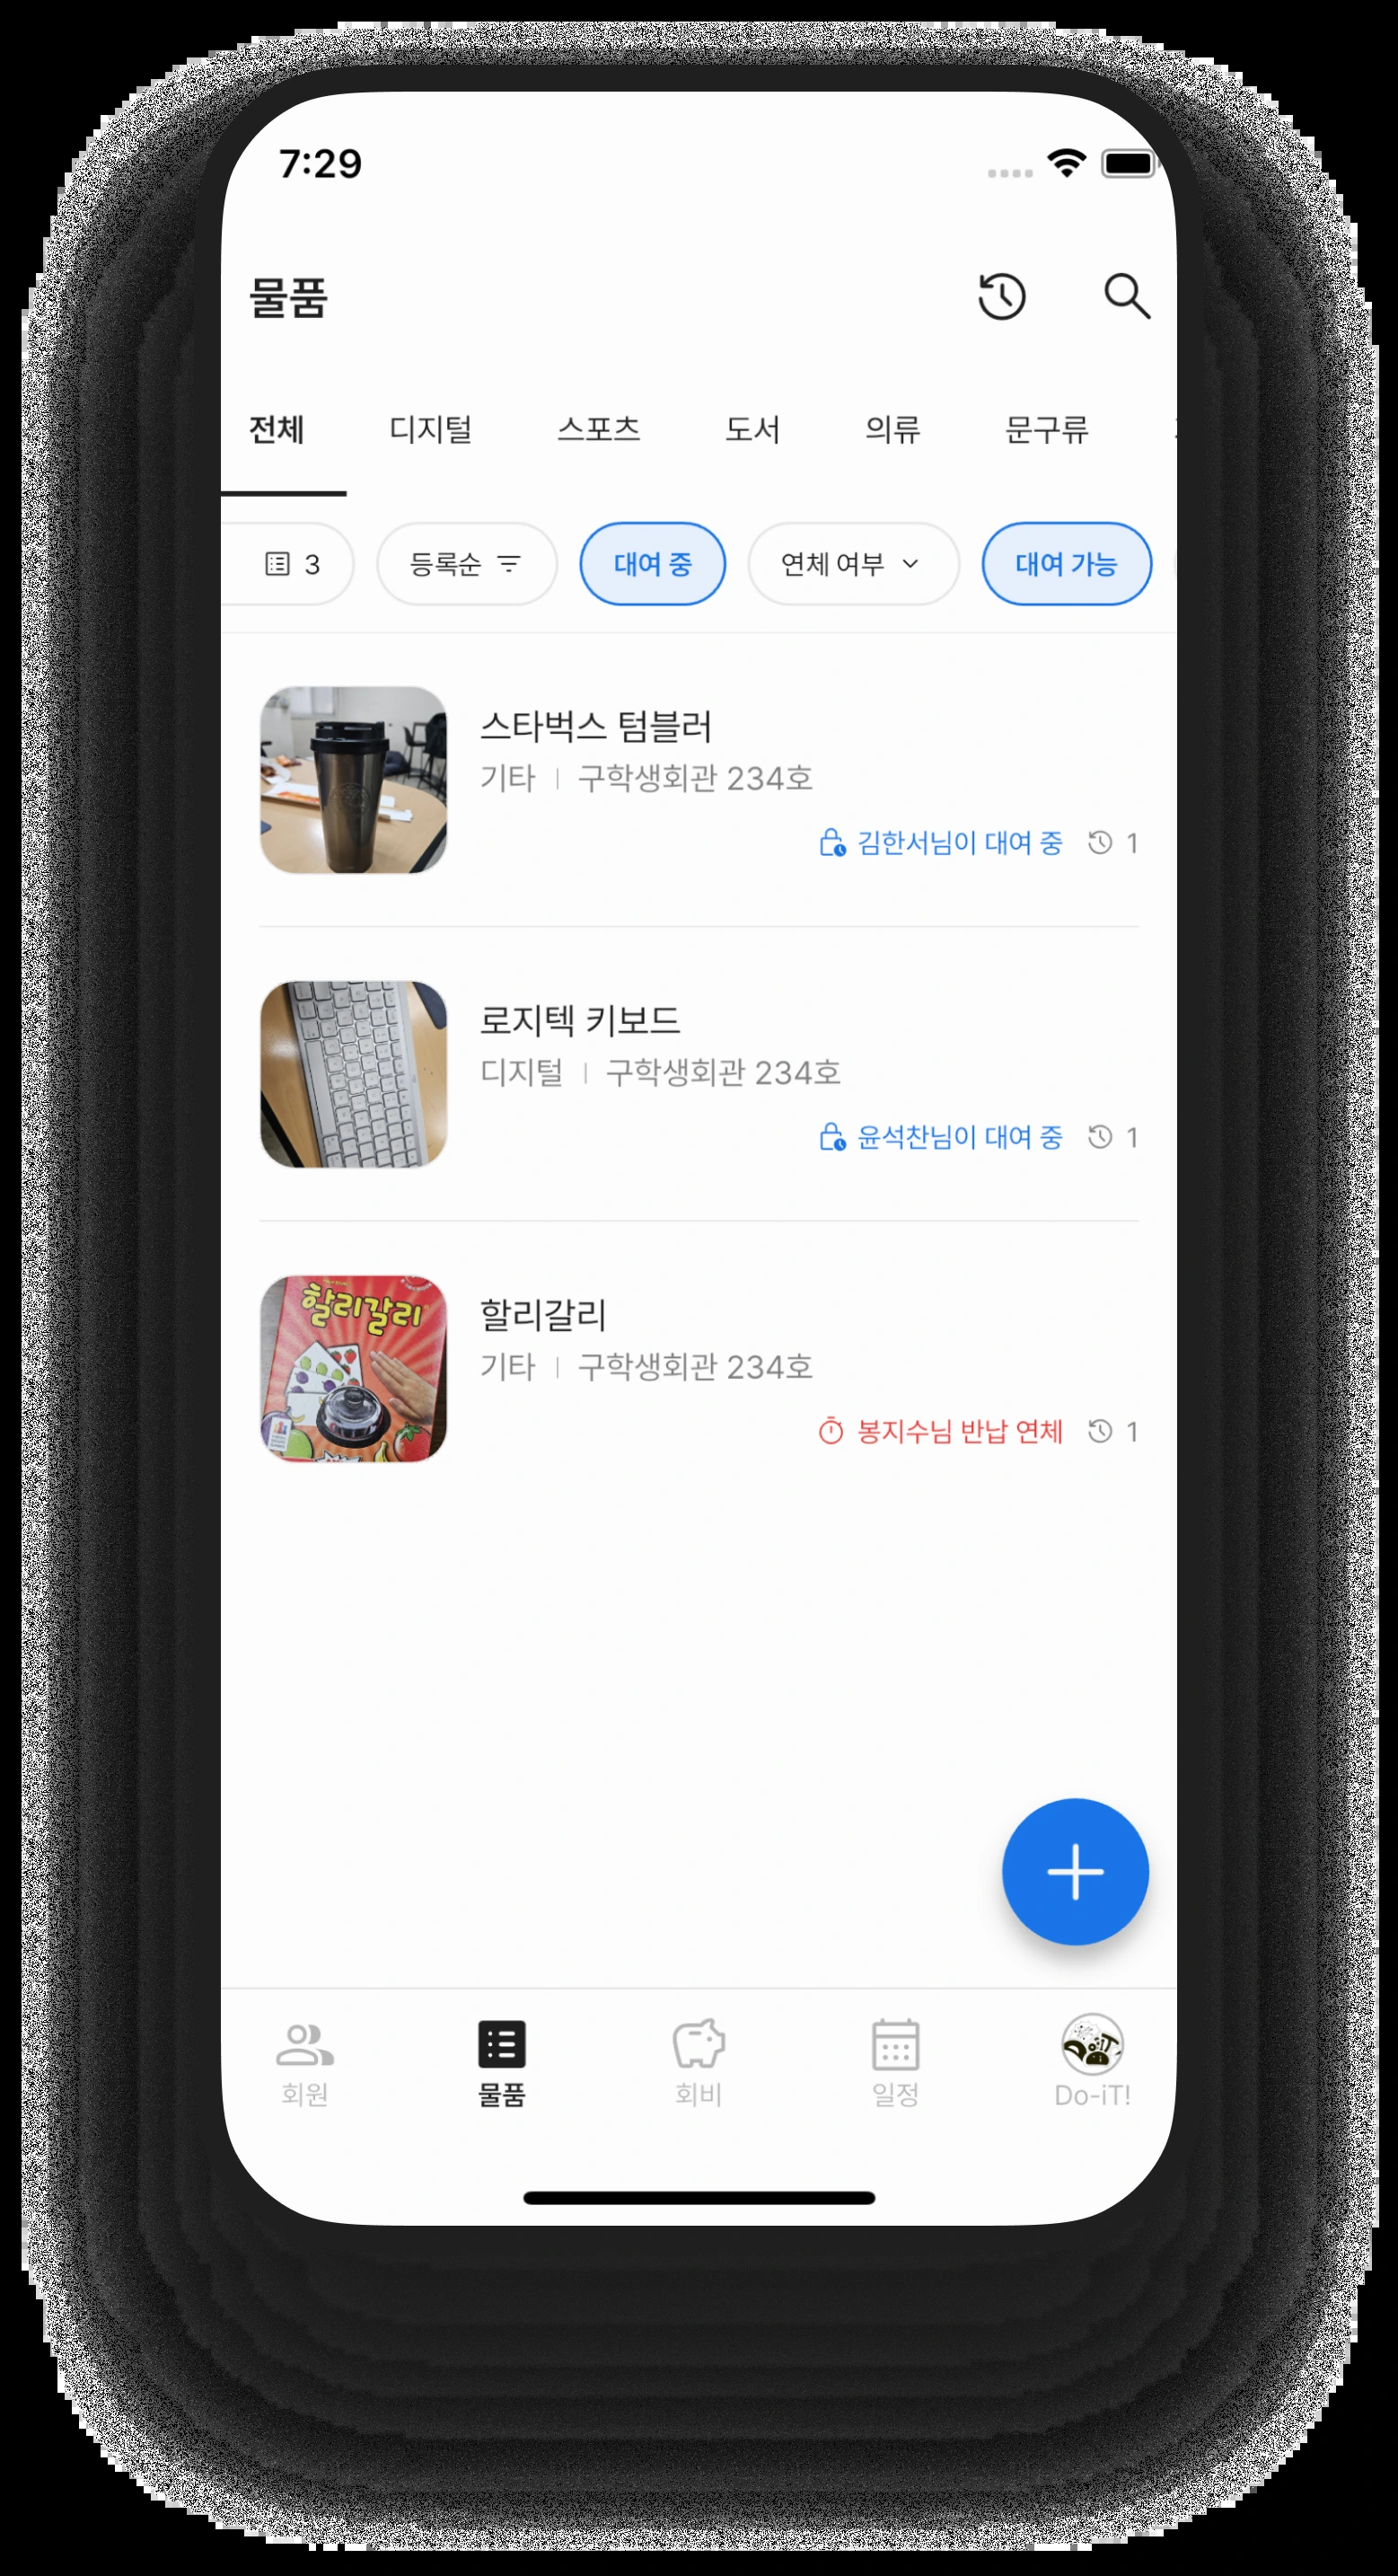 7:29
물품
전체 디지털 스포츠 도서 의류 문구류
3 등록순 대여 중 연체 여부 대여 가능
스타벅스 텀블러
기타 | 구학생회관 234호
김한서님이 대여 중 1
로지텍 키보드
디지털 | 구학생회관 234호
윤석찬님이 대여 중 1
할리갈리
할리갈리
기타 | 구학생회관 234호
봉지수님 반납 연체 1
회원 물품 회비 일정 Do-iT!